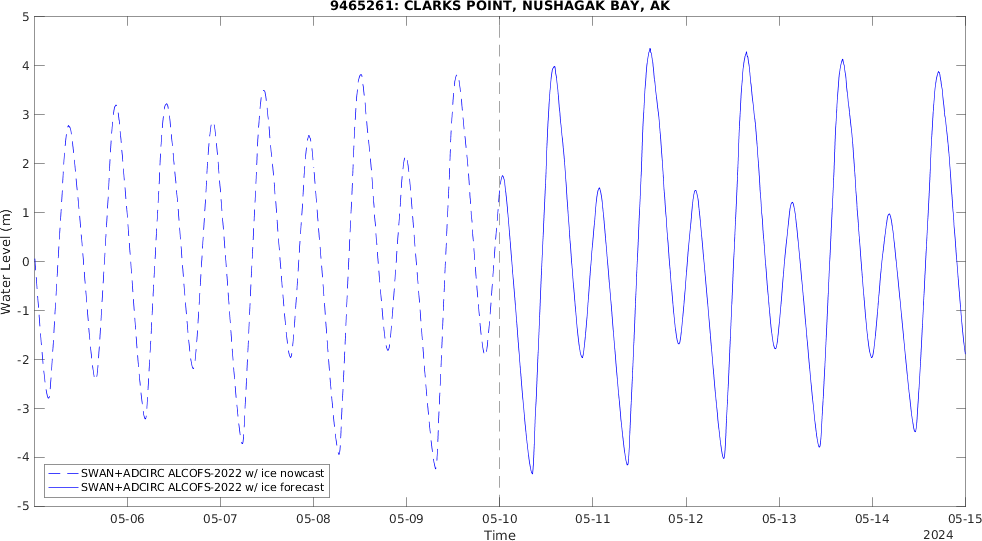 9465261: CLARKS POINT, NUSHAGAK BAY, AK
Water Level (m)
5
4
3
2
1
0
-1
-2
-3
-4
-5
SWAN+ADCIRC ALCOFS-2022 w/ ice nowcast
SWAN+ADCIRC ALCOFS-2022 w/ ice forecast
05-06 05-07 05-08 05-09 05-10 05-11 05-12 05-13 05-14 05-15
Time
2024